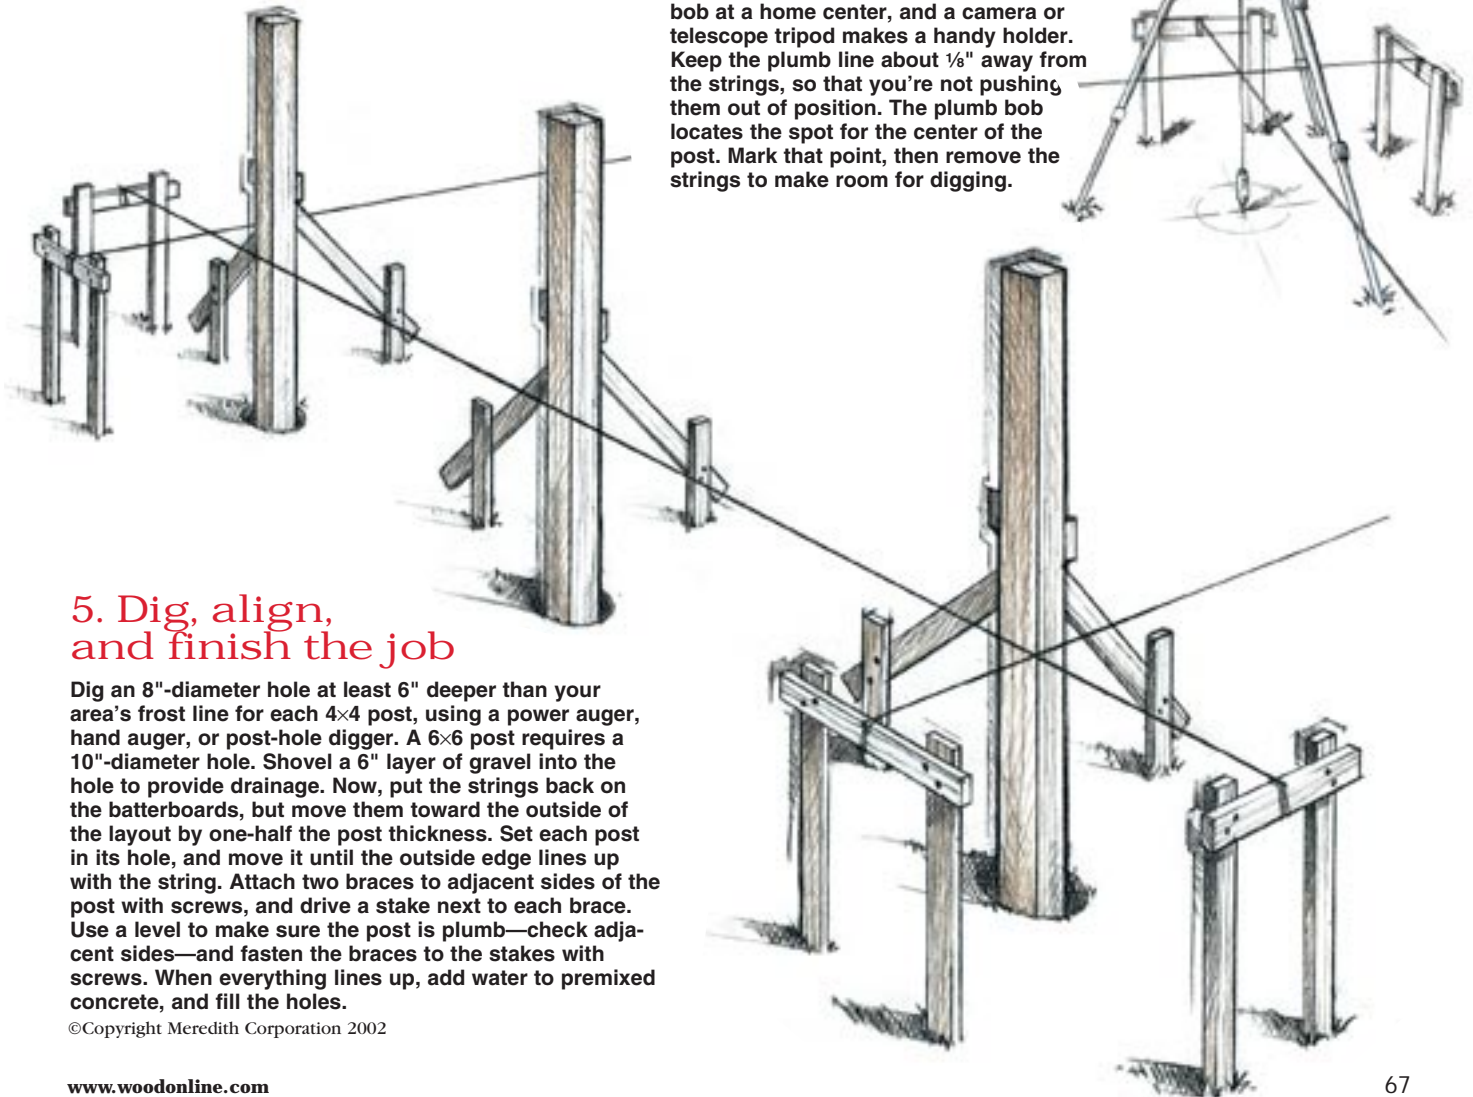 bob at a home center, and a camera or
telescope tripod makes a handy holder.
Keep the plumb line about ⅛" away from
the strings, so that you're not pushing
them out of position. The plumb bob
locates the spot for the center of the
post. Mark that point, then remove the
strings to make room for digging.
5. Dig, align,
and finish the job
Dig an 8"-diameter hole at least 6" deeper than your
area's frost line for each 4×4 post, using a power auger,
hand auger, or post-hole digger. A 6×6 post requires a
10"-diameter hole. Shovel a 6" layer of gravel into the
hole to provide drainage. Now, put the strings back on
the batterboards, but move them toward the outside of
the layout by one-half the post thickness. Set each post
in its hole, and move it until the outside edge lines up
with the string. Attach two braces to adjacent sides of the
post with screws, and drive a stake next to each brace.
Use a level to make sure the post is plumb—check adja-
cent sides—and fasten the braces to the stakes with
screws. When everything lines up, add water to premixed
concrete, and fill the holes.
©Copyright Meredith Corporation 2002
www.woodonline.com
67